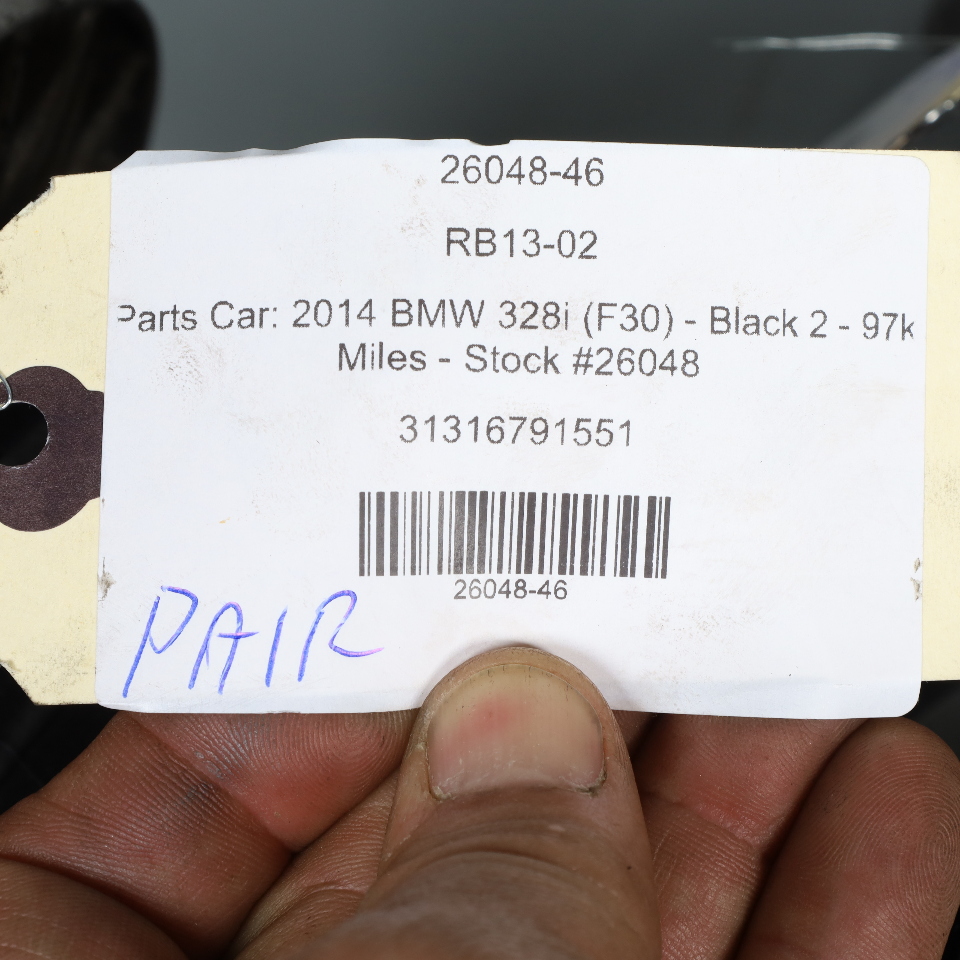 26048-46
RB13-02
Parts Car: 2014 BMW 328i (F30) - Black 2 - 97k
Miles - Stock #26048
31316791551
26048-46
PAIR